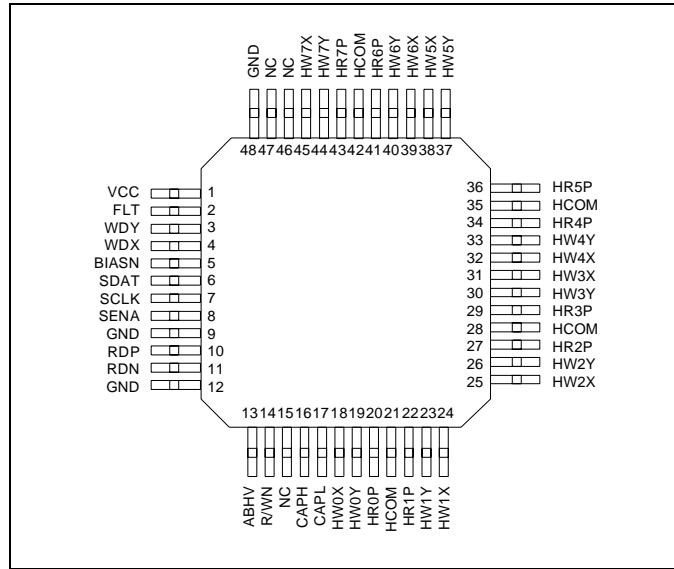 GND NC NC HW7X HW7Y HR7P HCOM HR6P HW6Y HW6X HW5X HW5Y
48 47 46 45 44 43 42 41 40 39 38 37
VCC 1
FLT 2
WDY 3
WDX 4
BIASN 5
SDAT 6
SCLK 7
SENA 8
GND 9
RDP 10
RDN 11
GND 12
36 HR5P
35 HCOM
34 HR4P
33 HW4Y
32 HW4X
31 HW3X
30 HW3Y
29 HR3P
28 HCOM
27 HR2P
26 HW2Y
25 HW2X
13 14 15 16 17 18 19 20 21 22 23 24
ABHV R/WN NC CAPH CAPL HW0X HW0Y HR0P HCOM HR1P HW1Y HW1X